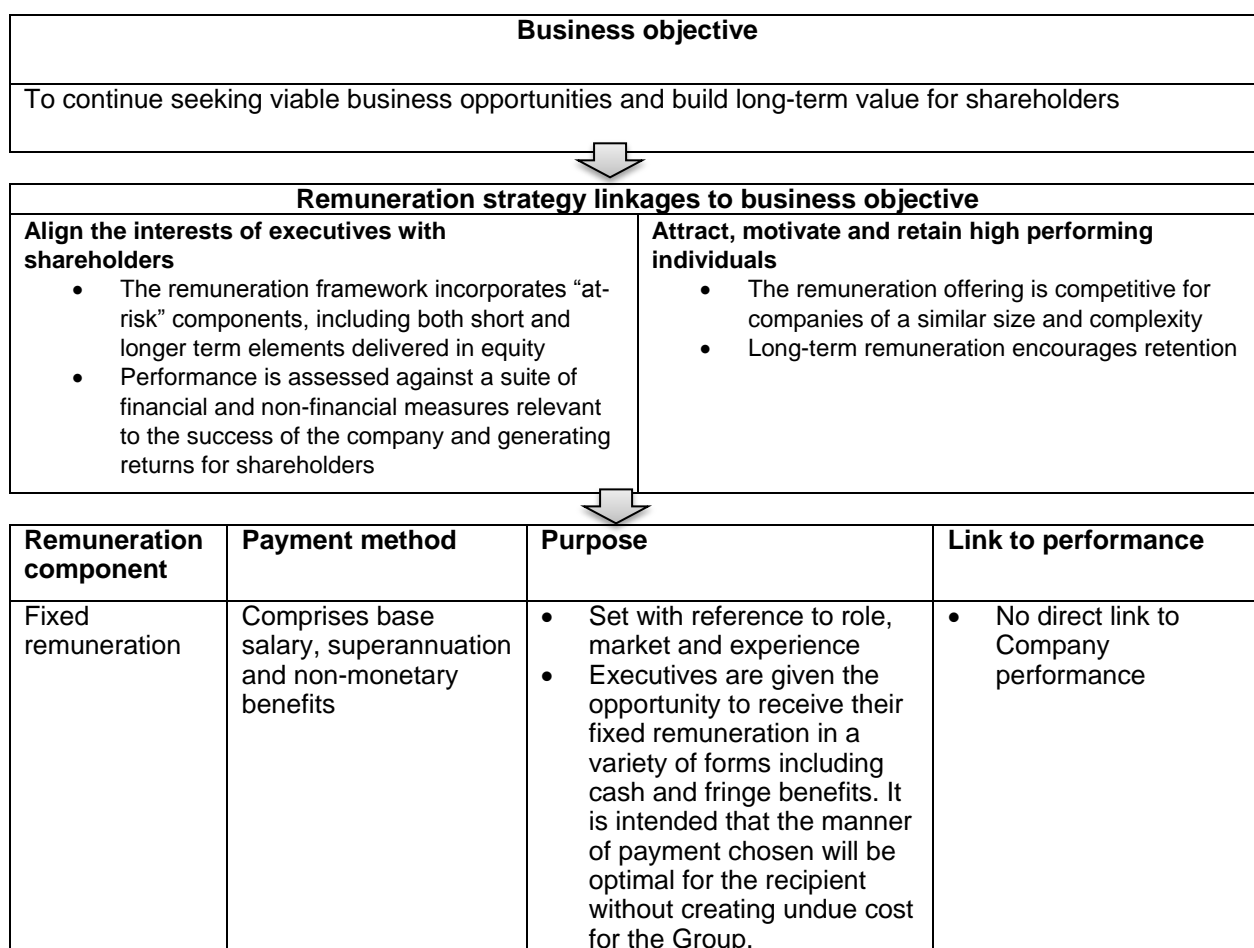 Business objective
To continue seeking viable business opportunities and build long-term value for shareholders
Remuneration strategy linkages to business objective
Align the interests of executives with
shareholders
• The remuneration framework incorporates “at-
risk” components, including both short and
longer term elements delivered in equity
• Performance is assessed against a suite of
financial and non-financial measures relevant
to the success of the company and generating
returns for shareholders
Attract, motivate and retain high performing
individuals
• The remuneration offering is competitive for
companies of a similar size and complexity
• Long-term remuneration encourages retention
Remuneration
component
Payment method
Purpose
Link to performance
Fixed
remuneration
Comprises base
salary, superannuation
and non-monetary
benefits
• Set with reference to role,
market and experience
• Executives are given the
opportunity to receive their
fixed remuneration in a
variety of forms including
cash and fringe benefits. It
is intended that the manner
of payment chosen will be
optimal for the recipient
without creating undue cost
for the Group.
• No direct link to
Company
performance